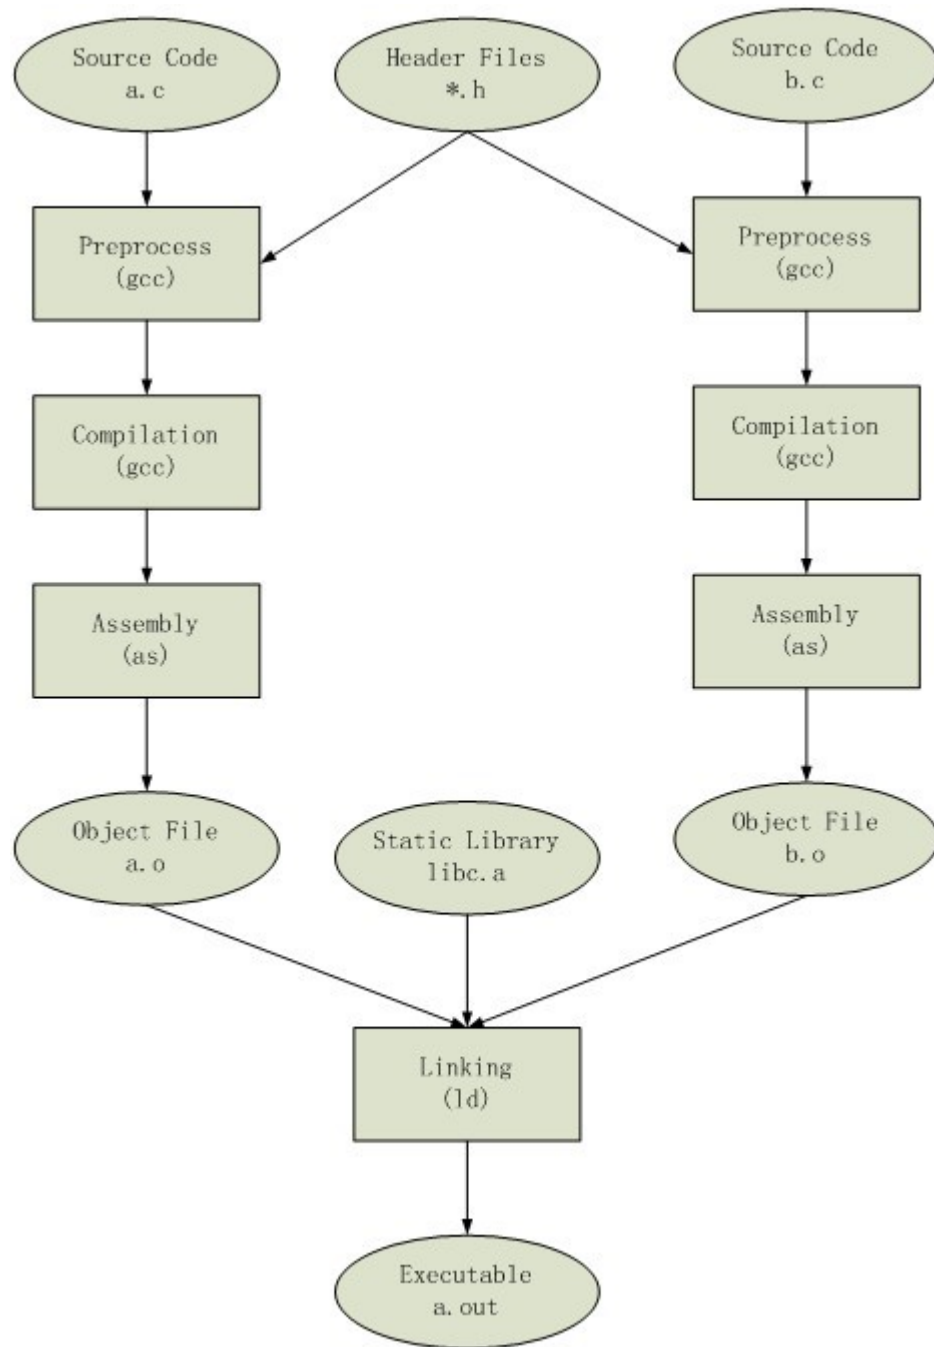 Source Code
a.c
Header Files
*.h
Source Code
b.c
Preprocess
(gcc)
Preprocess
(gcc)
Compilation
(gcc)
Compilation
(gcc)
Assembly
(as)
Assembly
(as)
Object File
a.o
Static Library
libc.a
Object File
b.o
Linking
(ld)
Executable
a.out